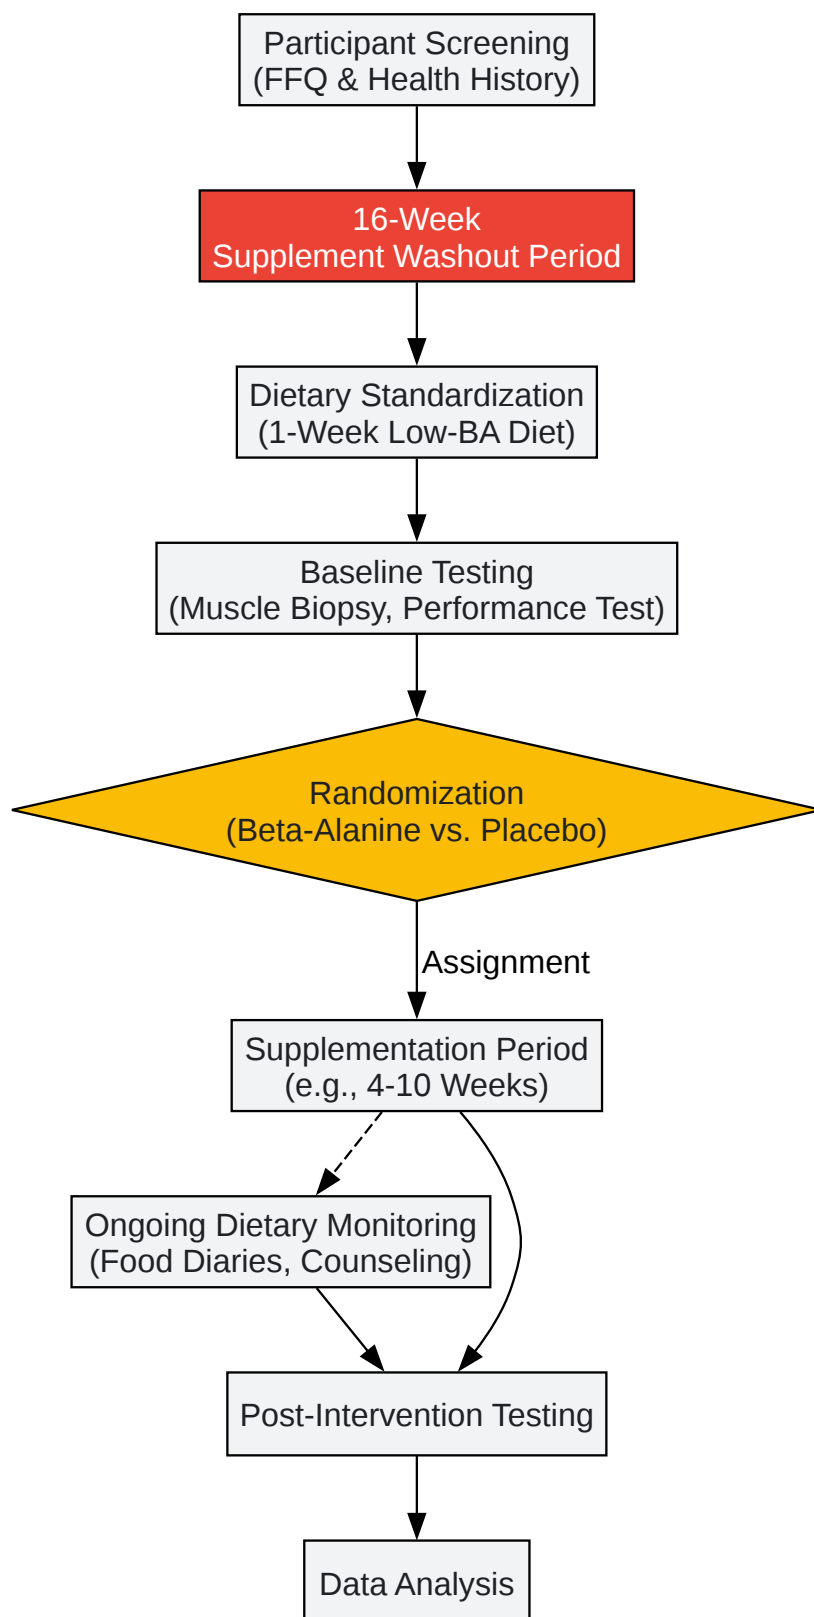 Participant Screening
(FFQ & Health History)
16-Week
Supplement Washout Period
Dietary Standardization
(1-Week Low-BA Diet)
Baseline Testing
(Muscle Biopsy, Performance Test)
Randomization
(Beta-Alanine vs. Placebo)
Assignment
Supplementation Period
(e.g., 4-10 Weeks)
Ongoing Dietary Monitoring
(Food Diaries, Counseling)
Post-Intervention Testing
Data Analysis